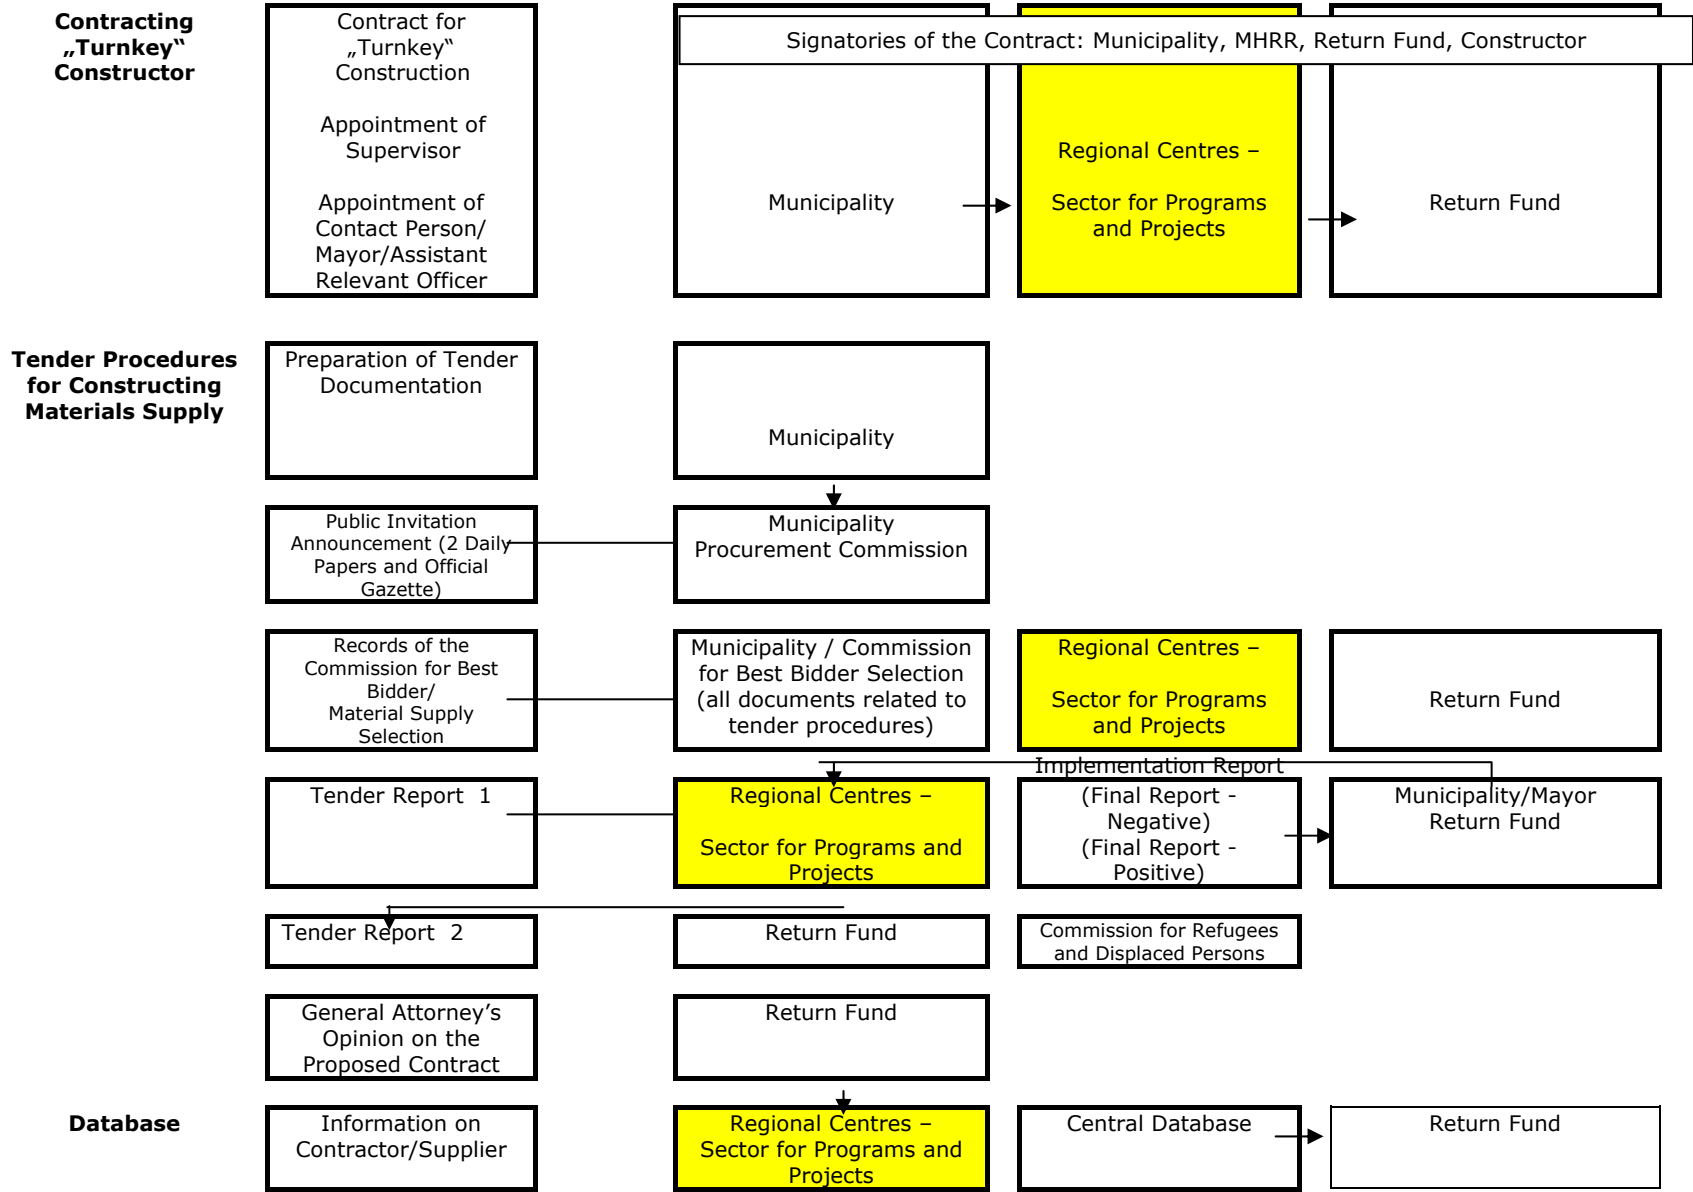 Contracting
„Turnkey“
Constructor
Contract for
„Turnkey“
Construction
Appointment of
Supervisor
Appointment of
Contact Person/
Mayor/Assistant
Relevant Officer
Signatories of the Contract: Municipality, MHRR, Return Fund, Constructor
Municipality
Regional Centres –
Sector for Programs
and Projects
Return Fund
Tender Procedures
for Constructing
Materials Supply
Preparation of Tender
Documentation
Municipality
Public Invitation
Announcement (2 Daily
Papers and Official
Gazette)
Municipality
Procurement Commission
Records of the
Commission for Best
Bidder/
Material Supply
Selection
Municipality / Commission
for Best Bidder Selection
(all documents related to
tender procedures)
Regional Centres –
Sector for Programs
and Projects
Return Fund
Tender Report 1
Regional Centres –
Sector for Programs and
Projects
Implementation Report
(Final Report -
Negative)
(Final Report -
Positive)
Municipality/Mayor
Return Fund
Tender Report 2
Return Fund
Commission for Refugees
and Displaced Persons
General Attorney’s
Opinion on the
Proposed Contract
Return Fund
Database
Information on
Contractor/Supplier
Regional Centres –
Sector for Programs and
Projects
Central Database
Return Fund